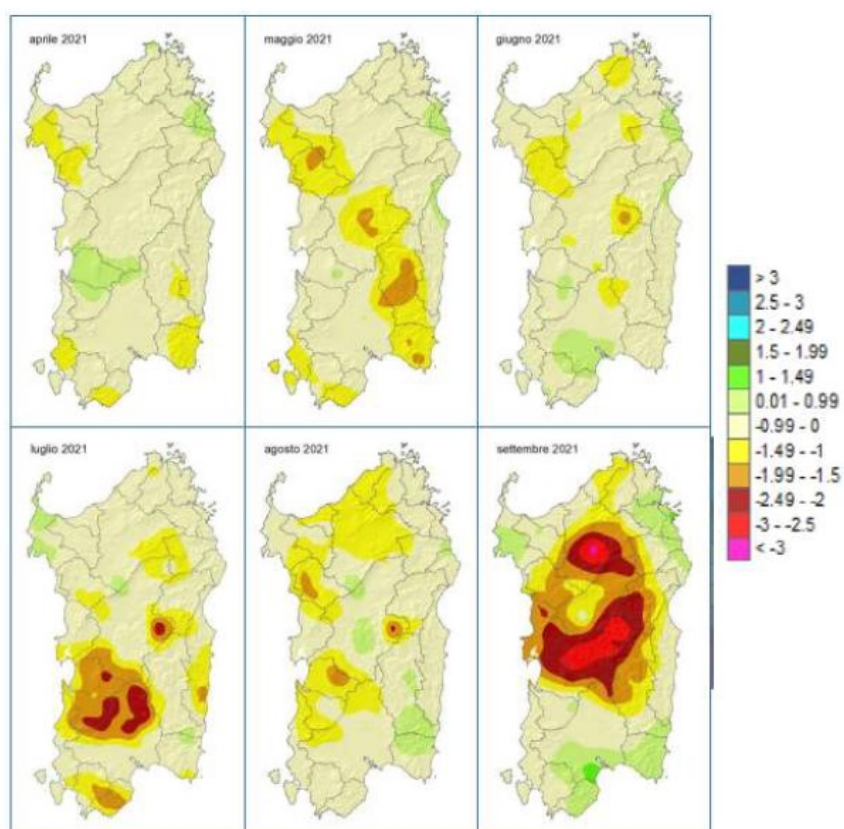 aprile 2021
maggio 2021
giugno 2021
> 3
2.5 - 3
2 - 2.49
1.5 - 1.99
1 - 1.49
0.01 - 0.99
-0.99 - 0
-1.49 - -1
-1.99 - -1.5
-2.49 - -2
-3 - -2.5
< -3
luglio 2021
agosto 2021
settembre 2021